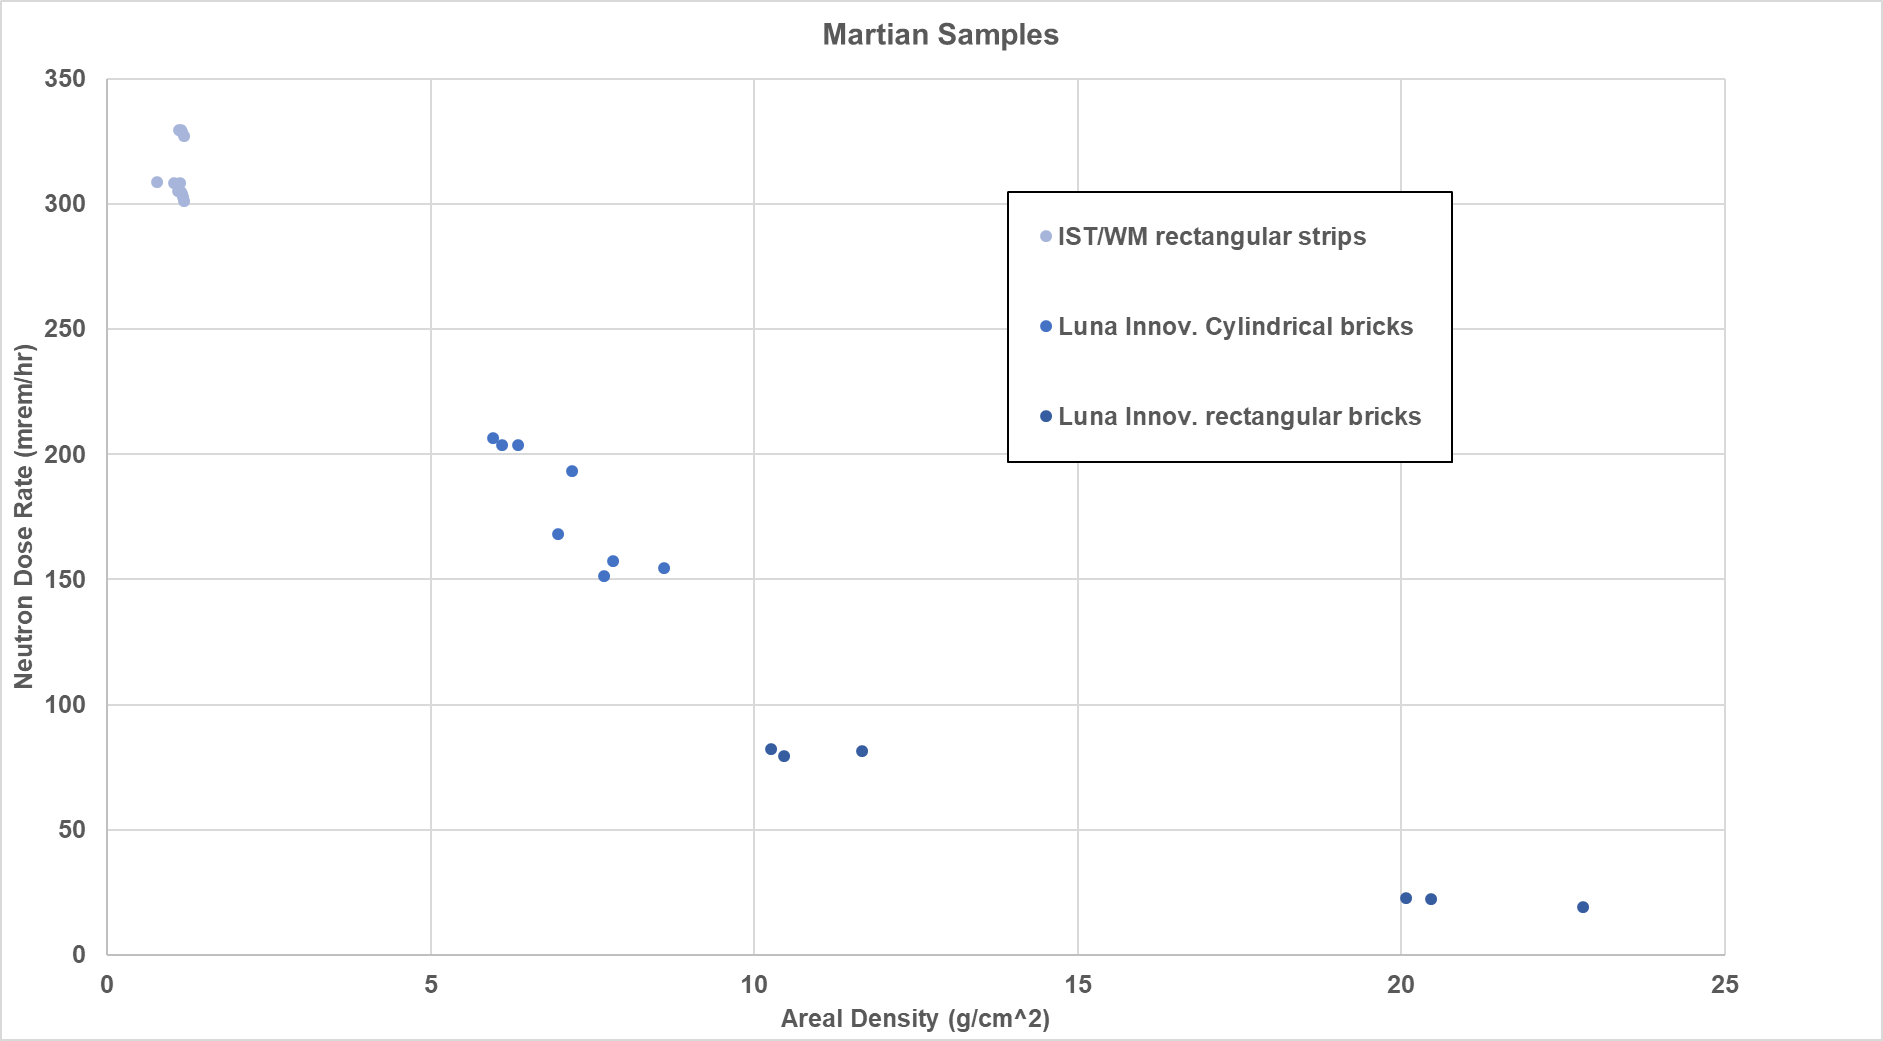 Martian Samples
350
300
250
200
150
100
50
0
Neutron Dose Rate (mrem/hr)
IST/WM rectangular strips
Luna Innov. Cylindrical bricks
Luna Innov. rectangular bricks
0 5 10 15 20 25
Areal Density (g/cm^2)